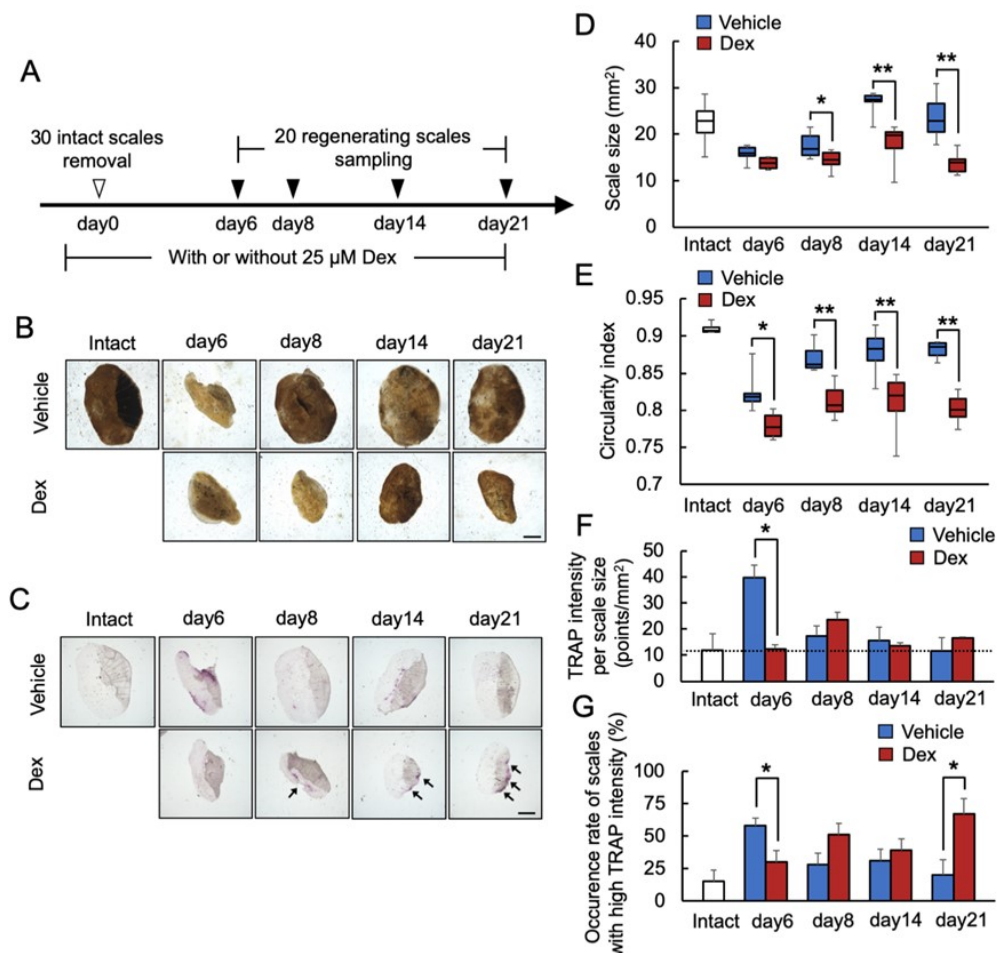 A
30 intact scales
removal
20 regenerating scales
sampling
day0
day6
day8
day14
day21
With or without 25 µM Dex
B
Intact
day6
day8
day14
day21
Vehicle
Dex
C
Intact
day6
day8
day14
day21
Vehicle
Dex
D
Vehicle
Dex
Scale size (mm²)
40
30
20
10
0
*
**
**
Intact
day6
day8
day14
day21
E
Vehicle
Dex
Circularity index
0.95
0.9
0.85
0.8
0.75
0.7
*
**
**
**
Intact
day6
day8
day14
day21
F
Vehicle
Dex
TRAP intensity
per scale size
(points/mm²)
50
40
30
20
10
0
*
Intact
day6
day8
day14
day21
G
Vehicle
Dex
Occurence rate of scales
with high TRAP intensity (%)
100
75
50
25
0
*
*
Intact
day6
day8
day14
day21